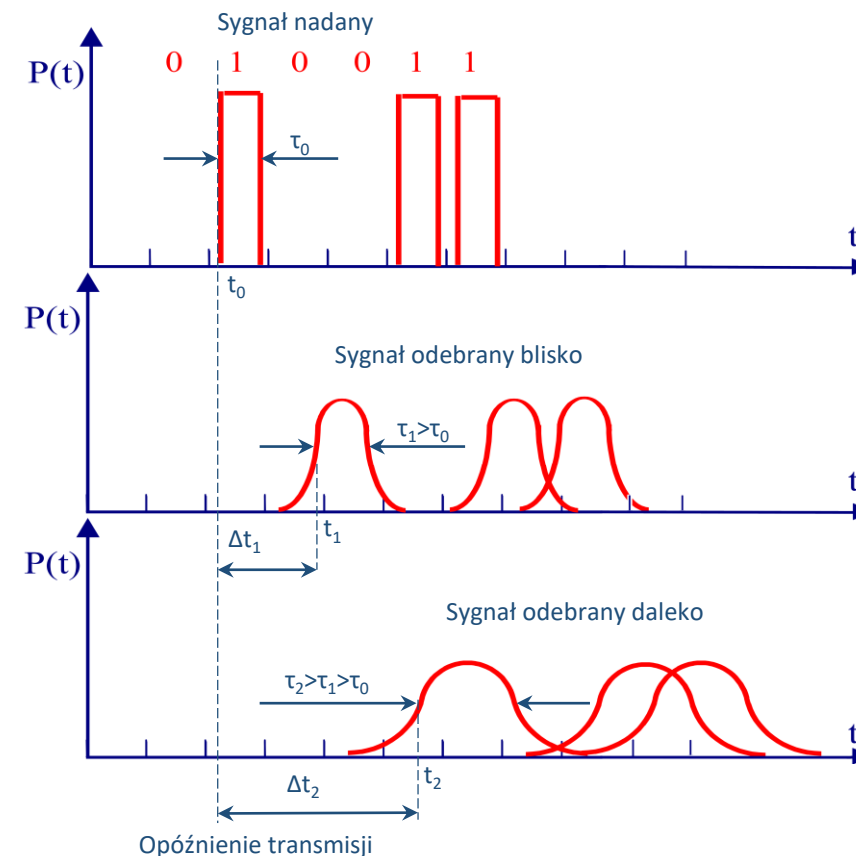 Sygnał nadany
P(t)
0 1 0 0 1 1
τ₀
t
t₀
P(t)
Sygnał odebrany blisko
τ₁>τ₀
t
Δt₁
t₁
P(t)
Sygnał odebrany daleko
τ₂>τ₁>τ₀
t
Δt₂
t₂
Opóźnienie transmisji